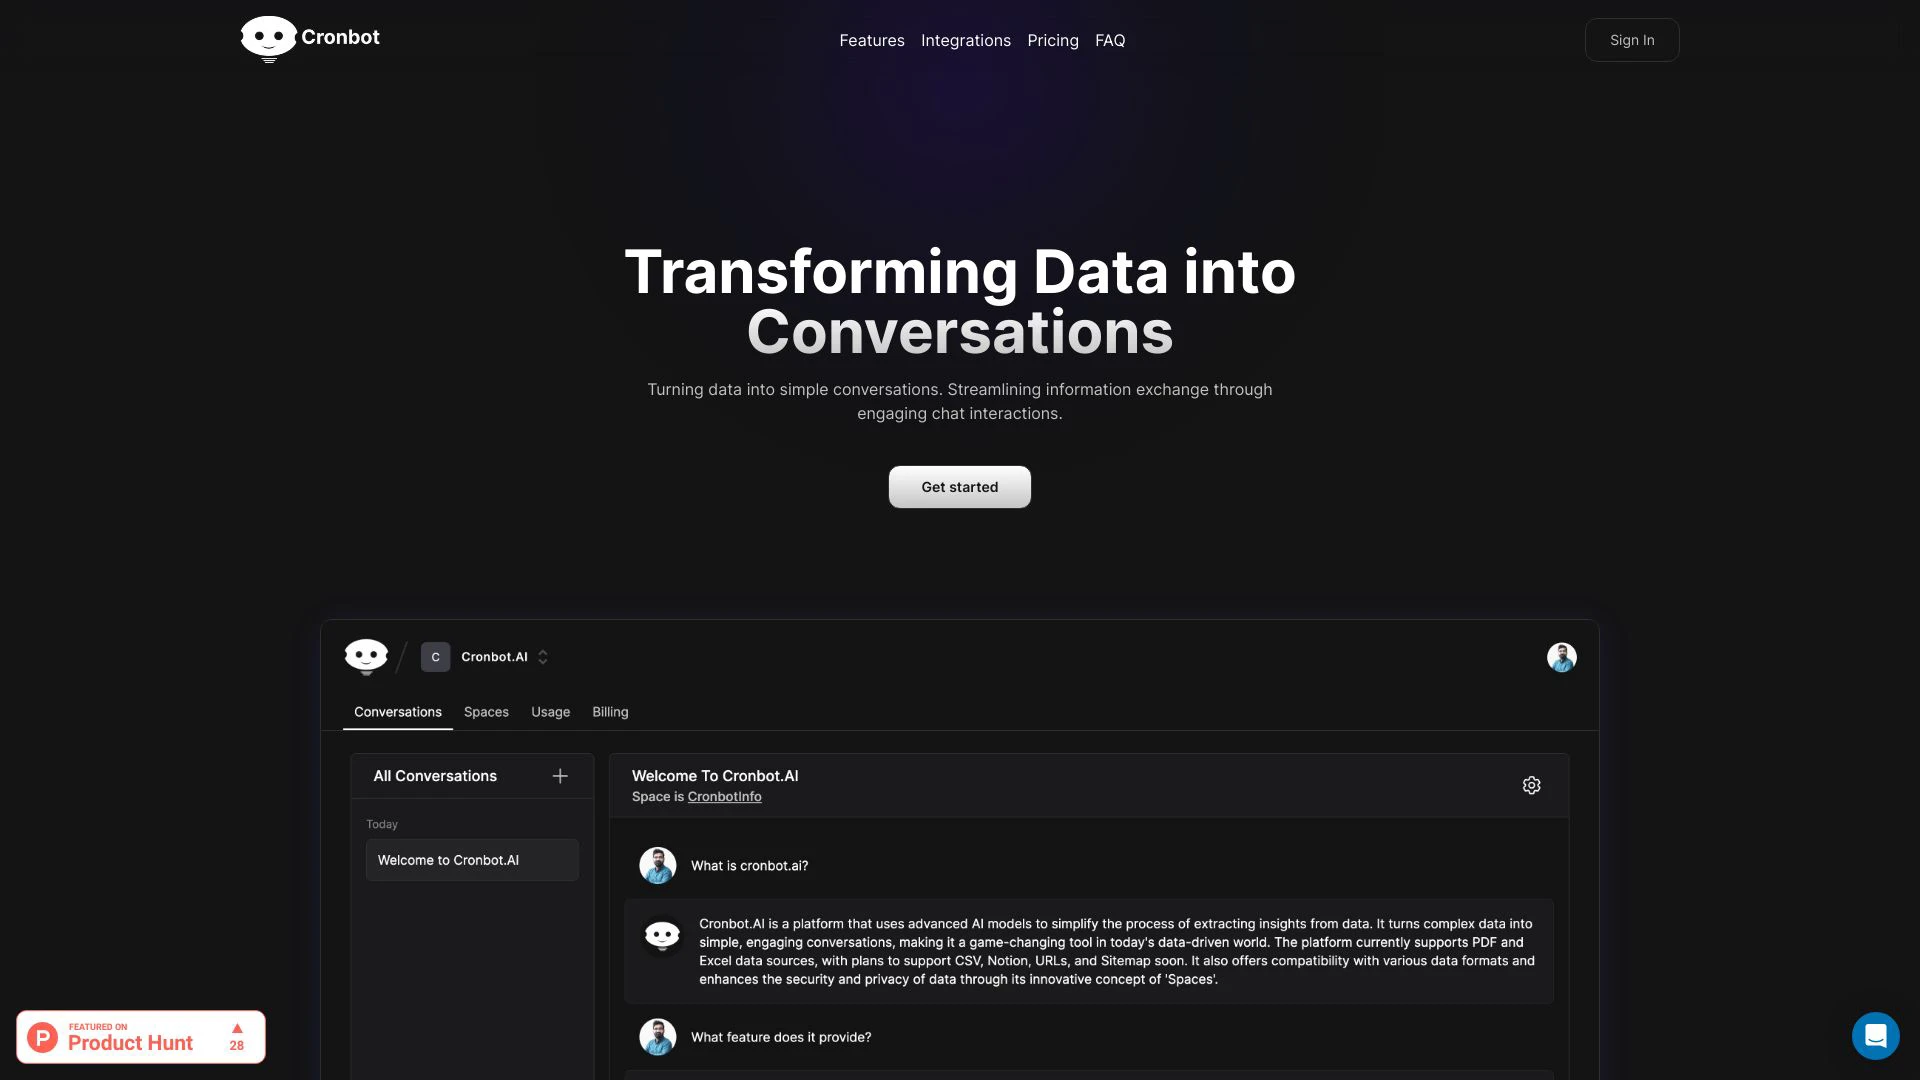 Cronbot
Features
Integrations
Pricing
FAQ
Sign In
Transforming Data into
Conversations
Turning data into simple conversations. Streamlining information exchange through
engaging chat interactions.
Get started
C
Cronbot.AI
Conversations
Spaces
Usage
Billing
All Conversations
Today
Welcome to Cronbot.AI
Welcome To Cronbot.AI
Space is CronbotInfo
What is cronbot.ai?
Cronbot.AI is a platform that uses advanced AI models to simplify the process of extracting insights from data. It turns complex data into
simple, engaging conversations, making it a game-changing tool in today's data-driven world. The platform currently supports PDF and
Excel data sources, with plans to support CSV, Notion, URLs, and Sitemap soon. It also offers compatibility with various data formats and
enhances the security and privacy of data through its innovative concept of 'Spaces'.
What feature does it provide?
P
FEATURED ON
Product Hunt
28